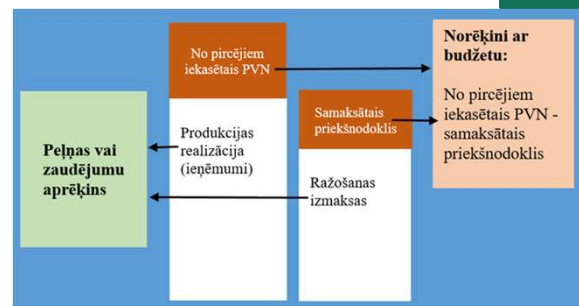 No pircējiem
iekasētais PVN
Norēķini ar
budžetu:
No pircējiem
iekasētais PVN -
samaksātais
priekšnodoklis
Samaksātais
priekšnodoklis
Peļņas vai
zaudējumu
aprēķins
Produkcijas
realizācija
(ieņēmumi)
Ražošanas
izmaksas